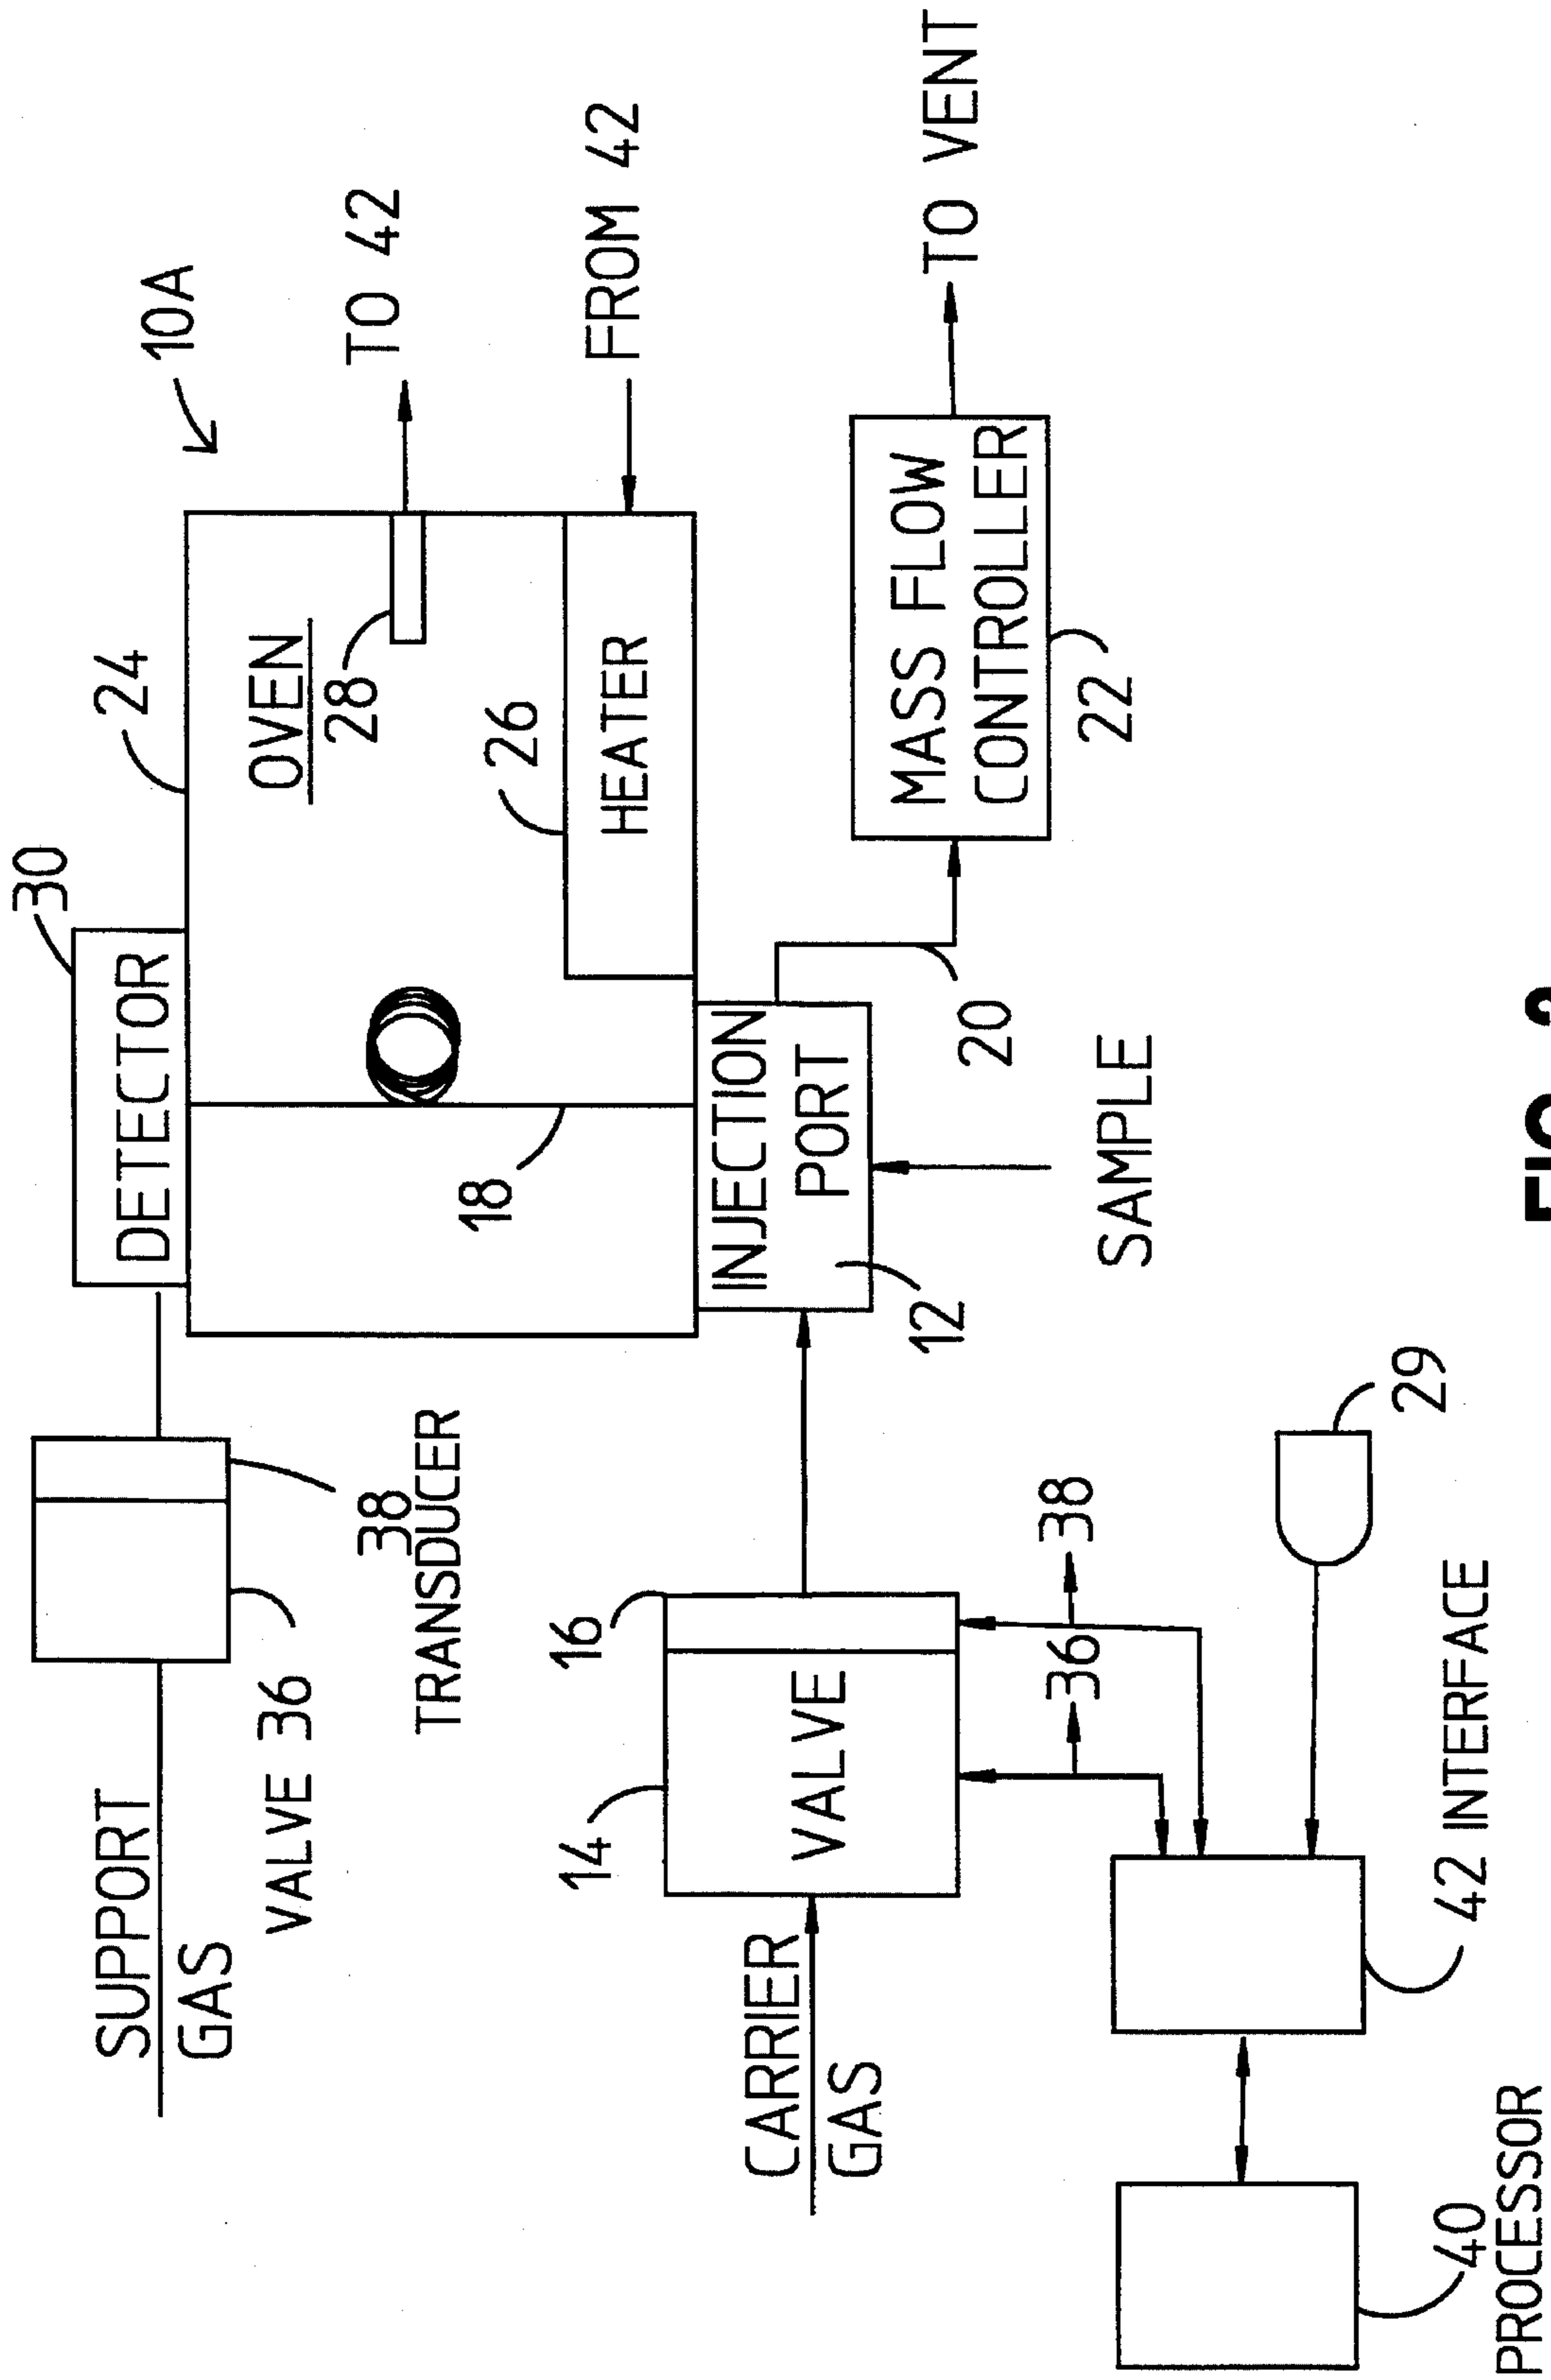 SUPPORT
GAS
VALVE 36
38
TRANSDUCER
DETECTOR
30
24
10A
OVEN
28
TO 42
18
26
HEATER
FROM 42
CARRIER
GAS
14
16
VALVE
INJECTION
PORT
12
20
SAMPLE
MASS FLOW
CONTROLLER
22
TO VENT
36
38
29
42 INTERFACE
40
PROCESSOR